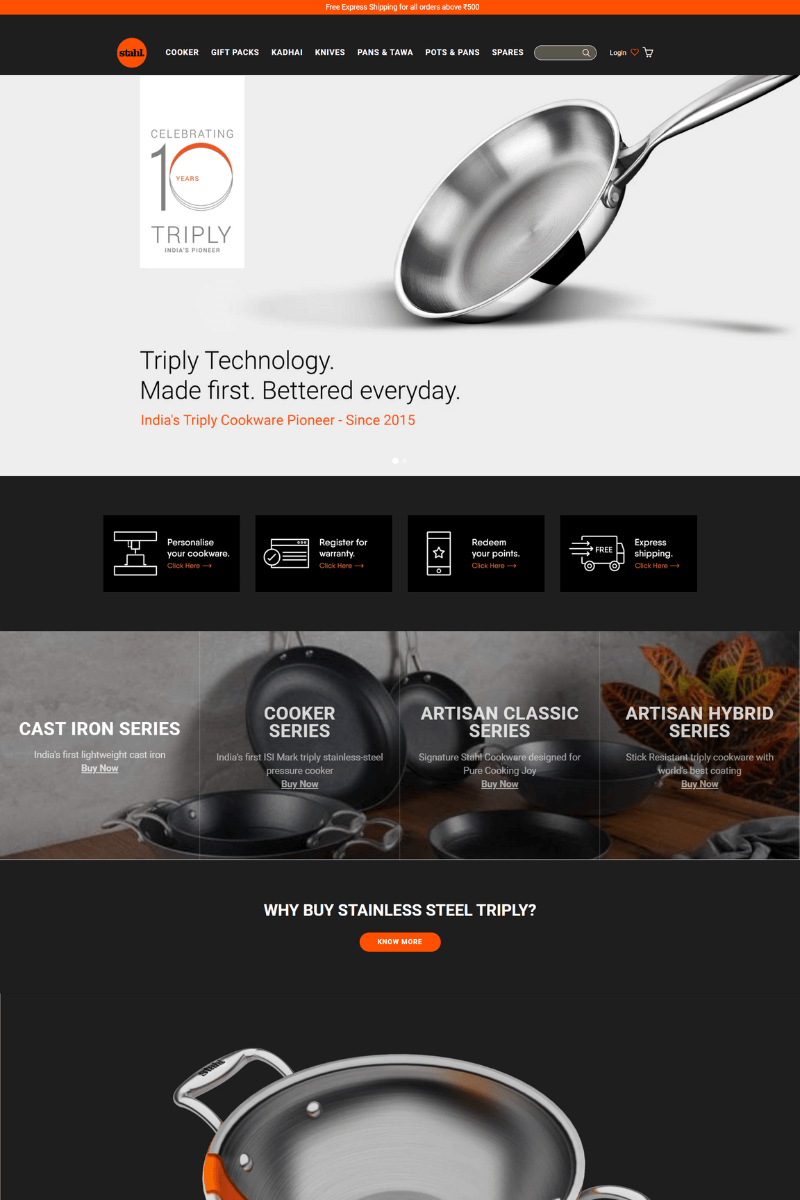 Free Express Shipping for all orders above ₹500
stahl.
COOKER GIFT PACKS KADHAI KNIVES PANS & TAWA POTS & PANS SPARES
Login
CELEBRATING
10
YEARS
TRIPLY
INDIA'S PIONEER
Triply Technology.
Made first. Bettered everyday.
India's Triply Cookware Pioneer - Since 2015
Personalise
your cookware.
Click Here →
Register for
warranty.
Click Here →
Redeem
your points.
Click Here →
FREE
Express
shipping.
Click Here →
CAST IRON SERIES
India's first lightweight cast iron
Buy Now
COOKER
SERIES
India's first ISI Mark triply stainless-steel
pressure cooker
Buy Now
ARTISAN CLASSIC
SERIES
Signature Stahl Cookware designed for
Pure Cooking Joy
Buy Now
ARTISAN HYBRID
SERIES
Stick Resistant triply cookware with
world's best coating
Buy Now
WHY BUY STAINLESS STEEL TRIPLY?
KNOW MORE
stahl